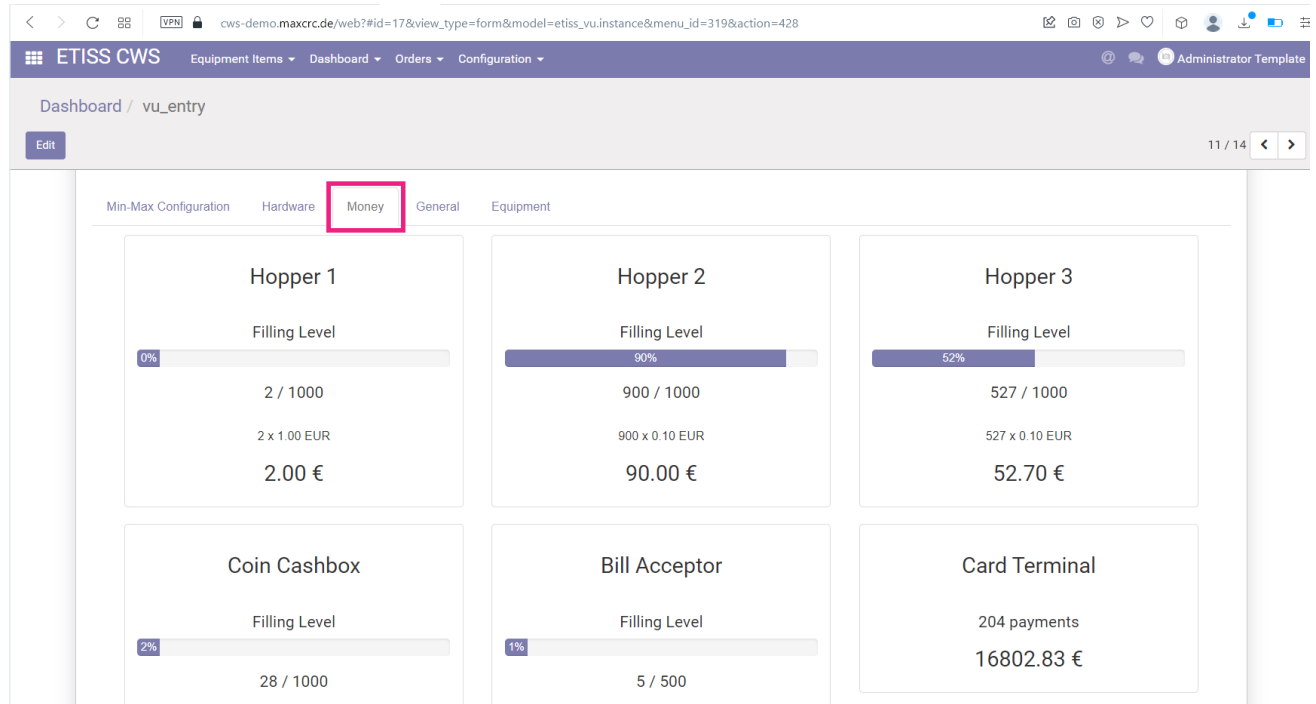 VPN cws-demo.maxcrc.de/web?#id=17&view_type=form&model=etiss_vu.instance&menu_id=319&action=428
ETISS CWS Equipment Items Dashboard Orders Configuration @ Administrator Template
Dashboard / vu_entry
Edit 11 / 14
Min-Max Configuration Hardware Money General Equipment
Hopper 1 Hopper 2 Hopper 3
Filling Level Filling Level Filling Level
0% 90% 52%
2 / 1000 900 / 1000 527 / 1000
2 x 1.00 EUR 900 x 0.10 EUR 527 x 0.10 EUR
2.00 € 90.00 € 52.70 €
Coin Cashbox Bill Acceptor Card Terminal
Filling Level Filling Level 204 payments
2% 1% 16802.83 €
28 / 1000 5 / 500